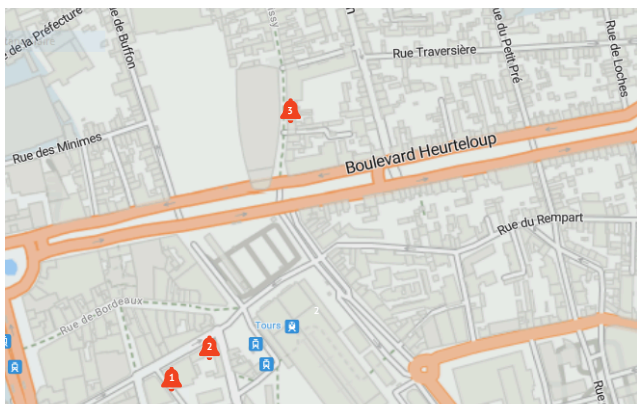 e de la Préfecture
de Buffon
ssy
Rue Traversière
Rue du Petit Pré
Rue de Loches
3
Rue des Minimes
Boulevard Heurteloup
Rue du Rempart
Rue de Bordeaux
Tours
2
2
1
Rue